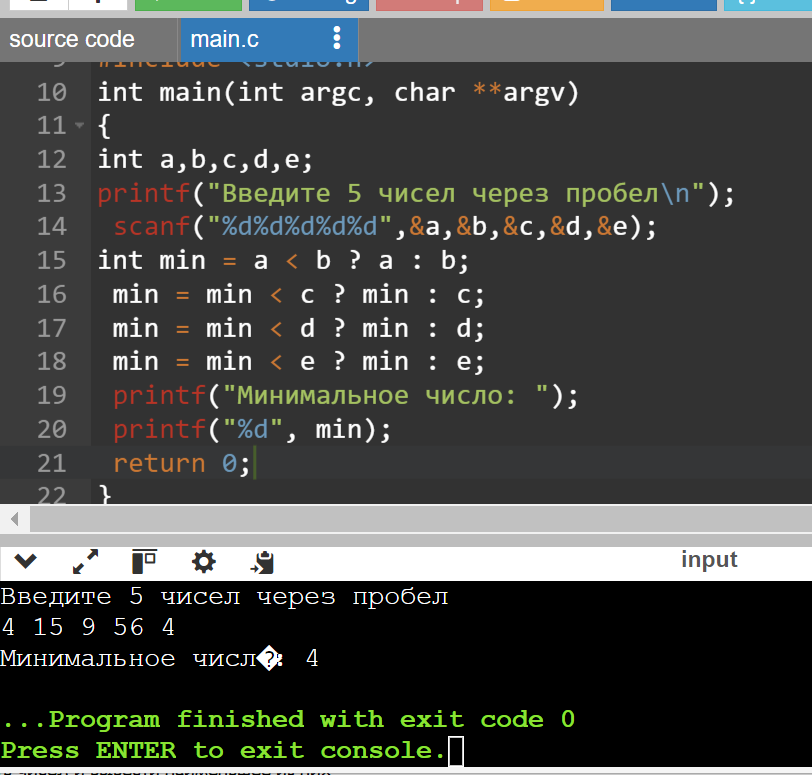 source code main.c
9 #include <stdio.h>
10 int main(int argc, char **argv)
11 {
12 int a,b,c,d,e;
13 printf("Введите 5 чисел через пробел\n");
14 scanf("%d%d%d%d%d",&a,&b,&c,&d,&e);
15 int min = a < b ? a : b;
16 min = min < c ? min : c;
17 min = min < d ? min : d;
18 min = min < e ? min : e;
19 printf("Минимальное число: ");
20 printf("%d", min);
21 return 0;
22 }
input
Введите 5 чисел через пробел
4 15 9 56 4
Минимальное числ�: 4
...Program finished with exit code 0
Press ENTER to exit console.